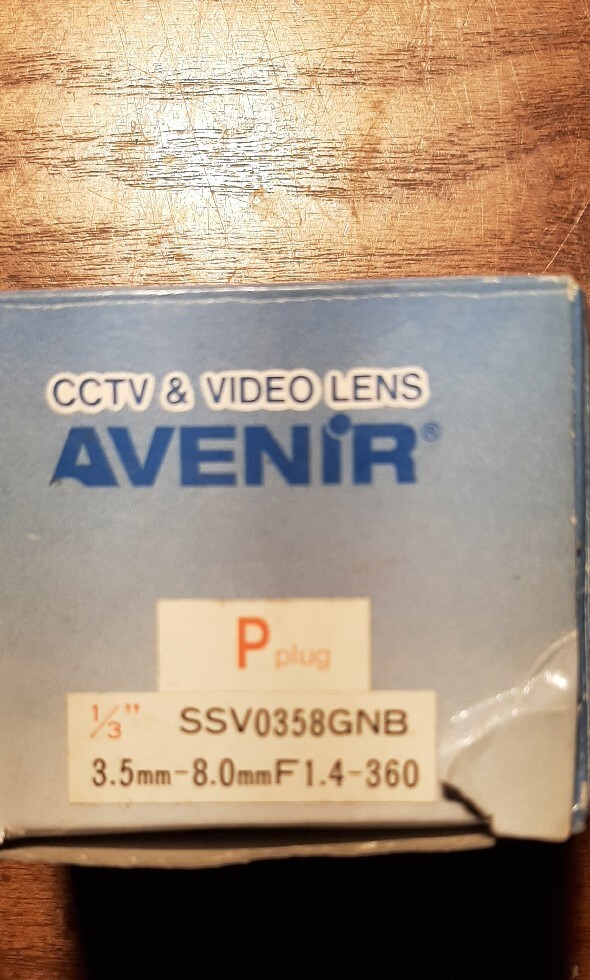 CCTV & VIDEO LENS
AVENIR®
P plug
1/3" SSV0358GNB
3.5mm-8.0mm F1.4-360